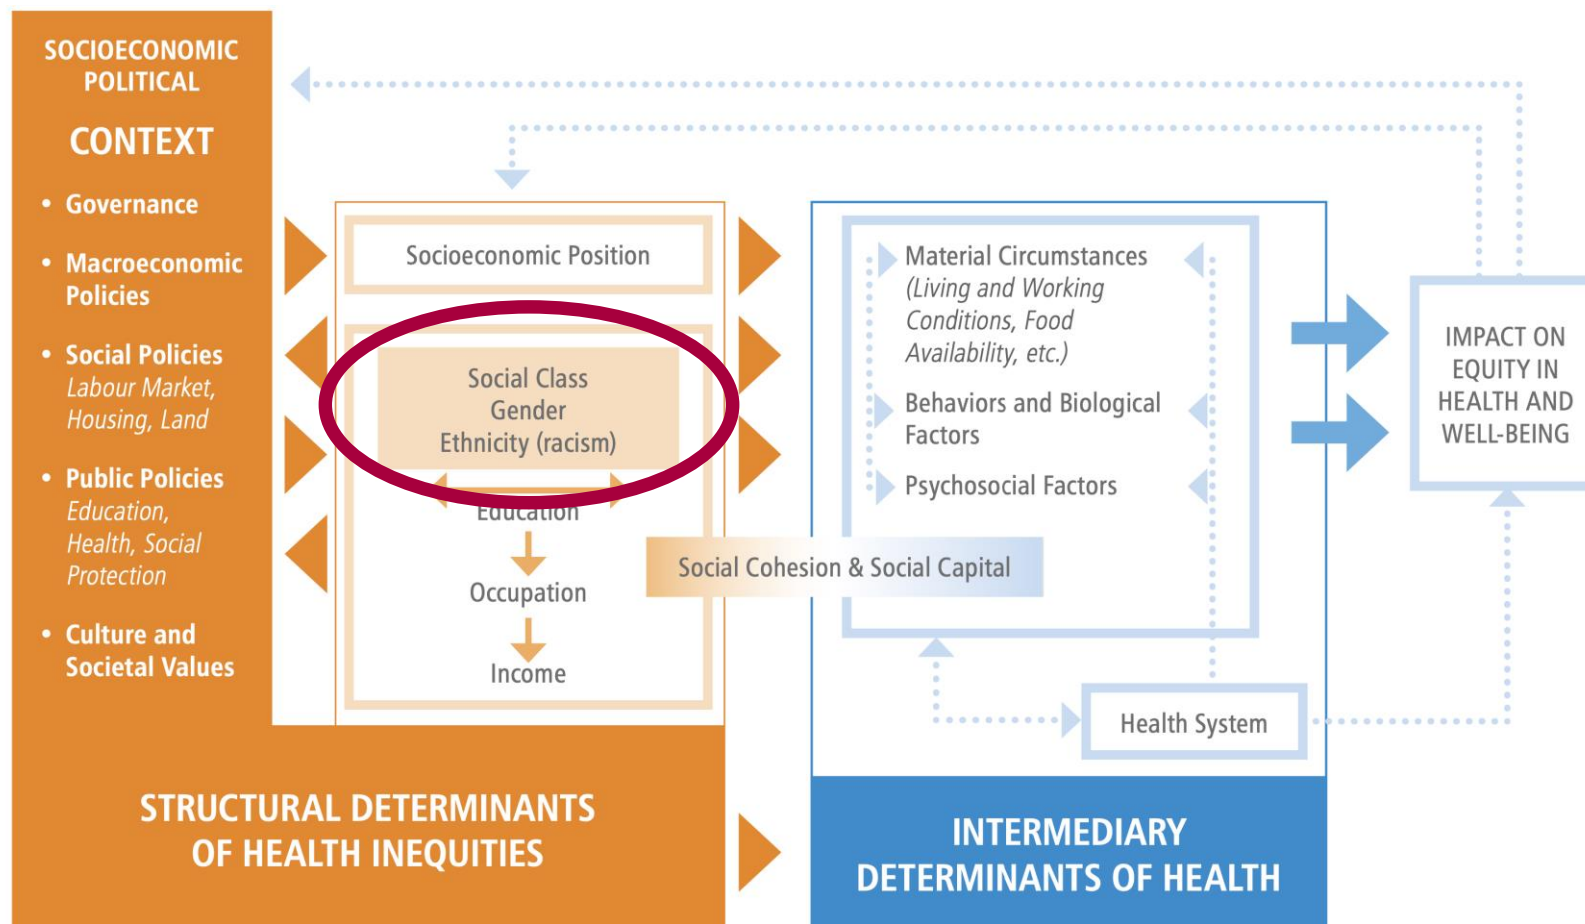 SOCIOECONOMIC
POLITICAL
CONTEXT
• Governance
• Macroeconomic
Policies
• Social Policies
Labour Market,
Housing, Land
• Public Policies
Education,
Health, Social
Protection
• Culture and
Societal Values
Socioeconomic Position
Social Class
Gender
Ethnicity (racism)
Education
Occupation
Income
Social Cohesion & Social Capital
STRUCTURAL DETERMINANTS
OF HEALTH INEQUITIES
Material Circumstances
(Living and Working
Conditions, Food
Availability, etc.)
Behaviors and Biological
Factors
Psychosocial Factors
Health System
INTERMEDIARY
DETERMINANTS OF HEALTH
IMPACT ON
EQUITY IN
HEALTH AND
WELL-BEING